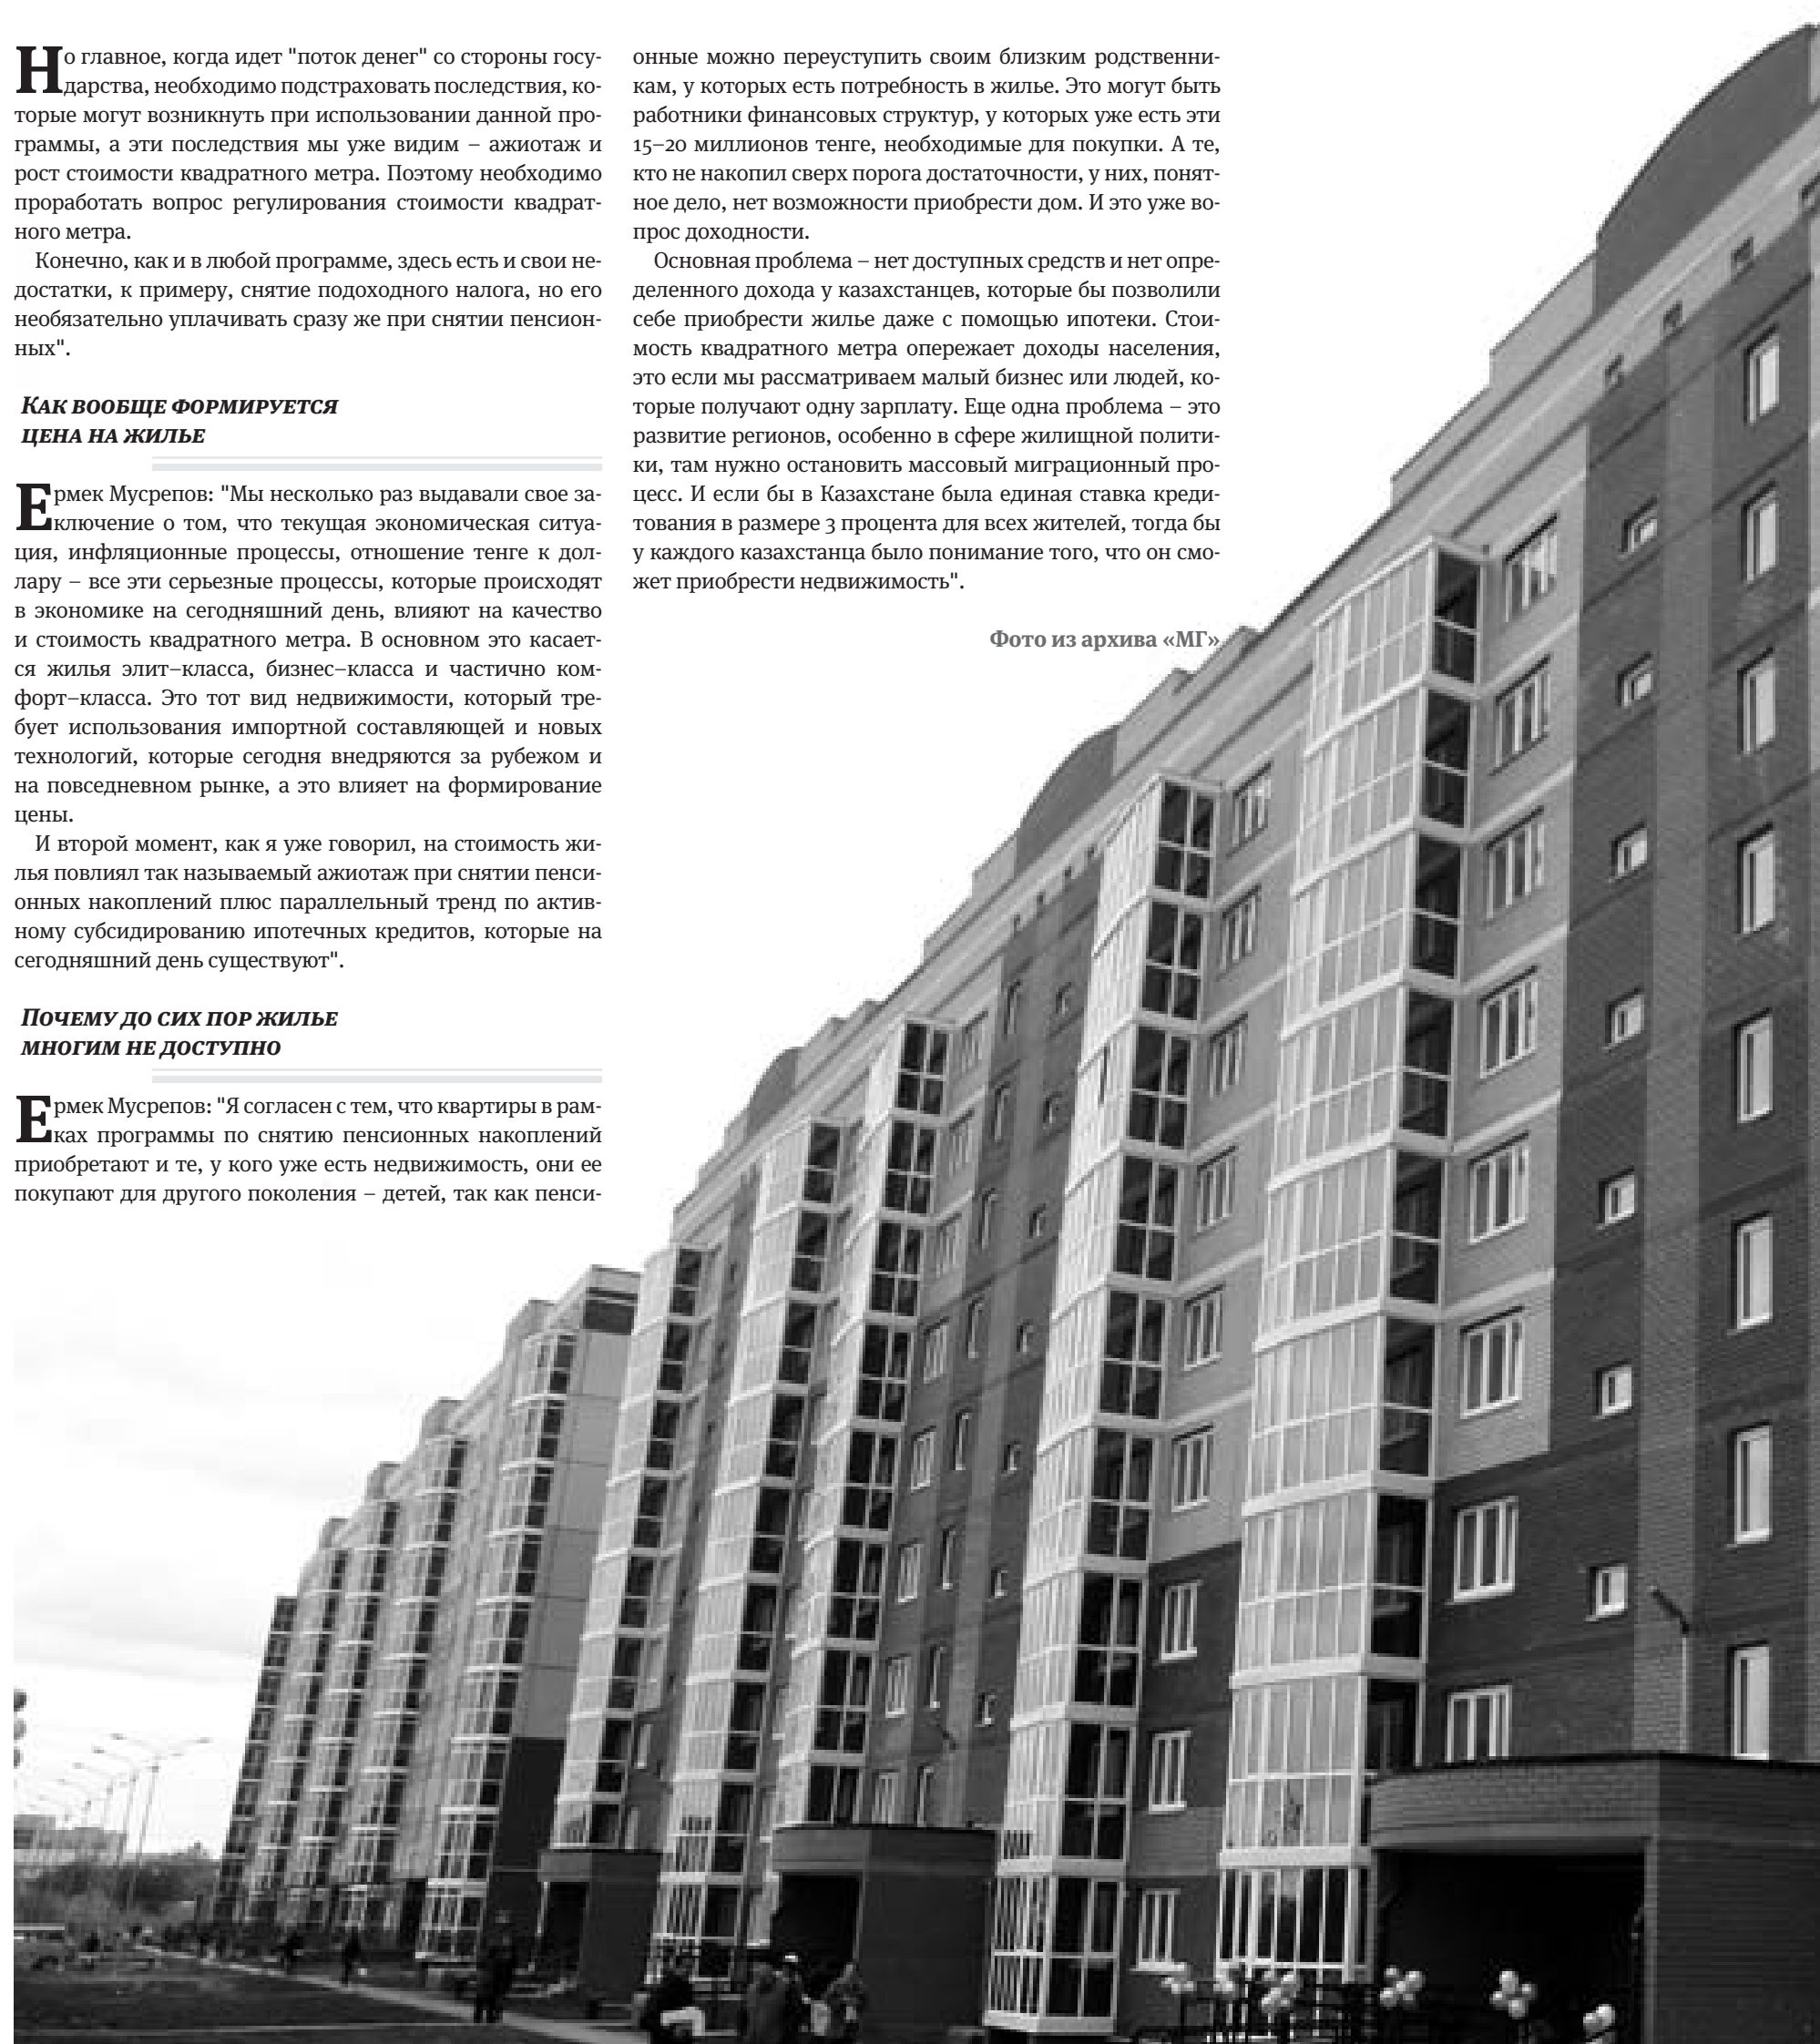 Но главное, когда идет "поток денег" со стороны госу-
дарства, необходимо подстраховать последствия, ко-
торые могут возникнуть при использовании данной про-
граммы, а эти последствия мы уже видим – ажиотаж и
рост стоимости квадратного метра. Поэтому необходимо
проработать вопрос регулирования стоимости квадрат-
ного метра.
Конечно, как и в любой программе, здесь есть и свои не-
достатки, к примеру, снятие подоходного налога, но его
необязательно уплачивать сразу же при снятии пенсион-
ных".
Как вообще формируется
цена на жилье
Ермек Мусрепов: "Мы несколько раз выдавали свое за-
ключение о том, что текущая экономическая ситуа-
ция, инфляционные процессы, отношение тенге к дол-
лару – все эти серьезные процессы, которые происходят
в экономике на сегодняшний день, влияют на качество
и стоимость квадратного метра. В основном это касает-
ся жилья элит–класса, бизнес–класса и частично ком-
форт–класса. Это тот вид недвижимости, который тре-
бует использования импортной составляющей и новых
технологий, которые сегодня внедряются за рубежом и
на повседневном рынке, а это влияет на формирование
цены.
И второй момент, как я уже говорил, на стоимость жи-
лья повлиял так называемый ажиотаж при снятии пенси-
онных накоплений плюс параллельный тренд по актив-
ному субсидированию ипотечных кредитов, которые на
сегодняшний день существуют".
Почему до сих пор жилье
многим не доступно
Ермек Мусрепов: "Я согласен с тем, что квартиры в рам-
ках программы по снятию пенсионных накоплений
приобретают и те, у кого уже есть недвижимость, они ее
покупают для другого поколения – детей, так как пенси-
онные можно переуступить своим близким родственни-
кам, у которых есть потребность в жилье. Это могут быть
работники финансовых структур, у которых уже есть эти
15–20 миллионов тенге, необходимые для покупки. А те,
кто не накопил сверх порога достаточности, у них, понят-
ное дело, нет возможности приобрести дом. И это уже во-
прос доходности.
Основная проблема – нет доступных средств и нет опре-
деленного дохода у казахстанцев, которые бы позволили
себе приобрести жилье даже с помощью ипотеки. Стои-
мость квадратного метра опережает доходы населения,
это если мы рассматриваем малый бизнес или людей, ко-
торые получают одну зарплату. Еще одна проблема – это
развитие регионов, особенно в сфере жилищной полити-
ки, там нужно остановить массовый миграционный про-
цесс. И если бы в Казахстане была единая ставка креди-
тования в размере 3 процента для всех жителей, тогда бы
у каждого казахстанца было понимание того, что он смо-
жет приобрести недвижимость".
Фото из архива «МГ»